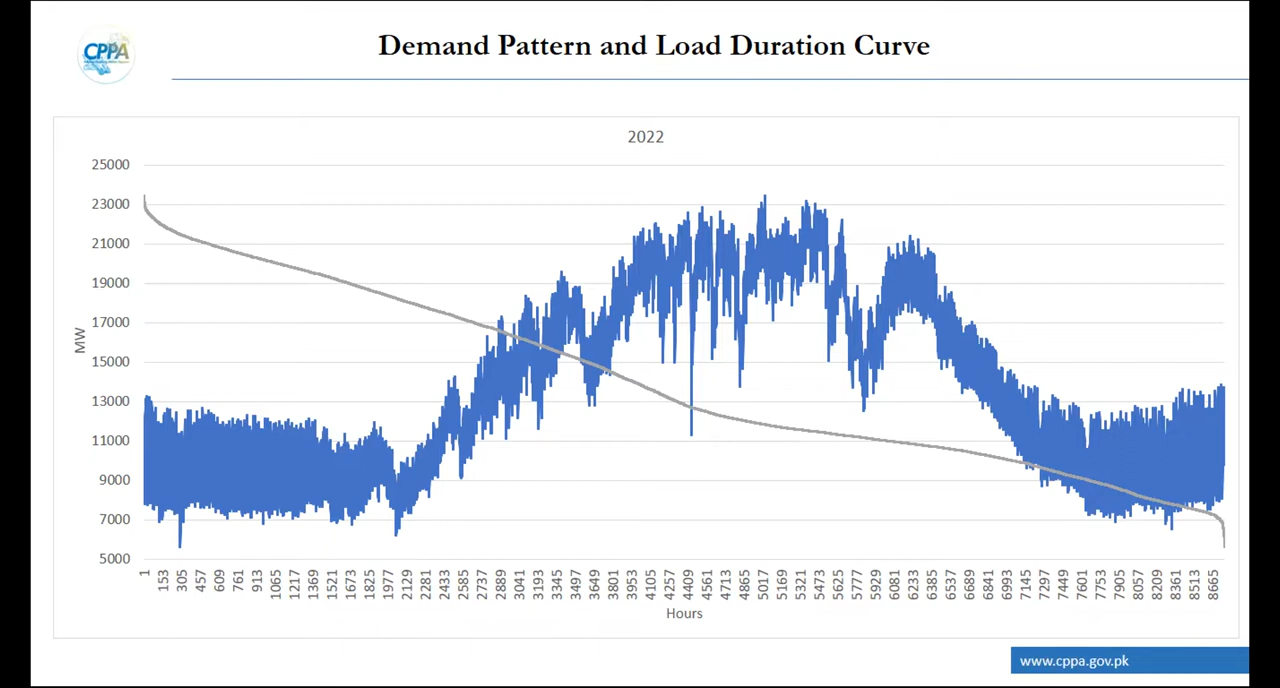 CPPA
Demand Pattern and Load Duration Curve
2022
25000
23000
21000
19000
17000
15000
13000
11000
9000
7000
5000
MW
1 153 305 457 609 761 913 1065 1217 1369 1521 1673 1825 1977 2129 2281 2433 2585 2737 2889 3041 3193 3345 3497 3649 3801 3953 4105 4257 4409 4561 4713 4865 5017 5169 5321 5473 5625 5777 5929 6081 6233 6385 6537 6689 6841 6993 7145 7297 7449 7601 7753 7905 8057 8209 8361 8513 8665
Hours
www.cppa.gov.pk